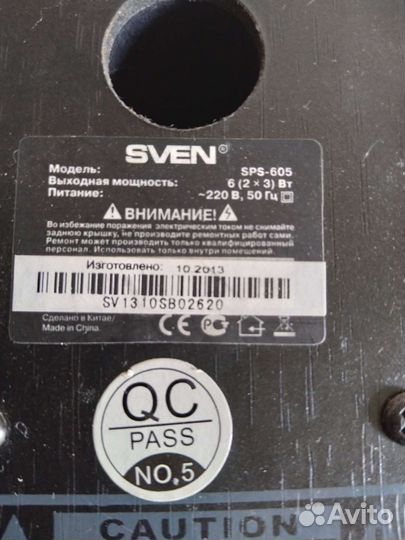 SVEN®
Модель: SPS-605
Выходная мощность: 6 (2 × 3) Вт
Питание: ~220 В, 50 Гц
ВНИМАНИЕ!
Во избежание поражения электрическим током не снимайте
заднюю крышку, не производите ремонтных работ сами.
Ремонт может производить только квалифицированный
персонал. Использовать только внутри помещений.
Изготовлено: 10.2013
SV1310SB02620
Сделано в Китае/
Made in China.
CE
QC
PASS
NO.5
CAUTION
Avito